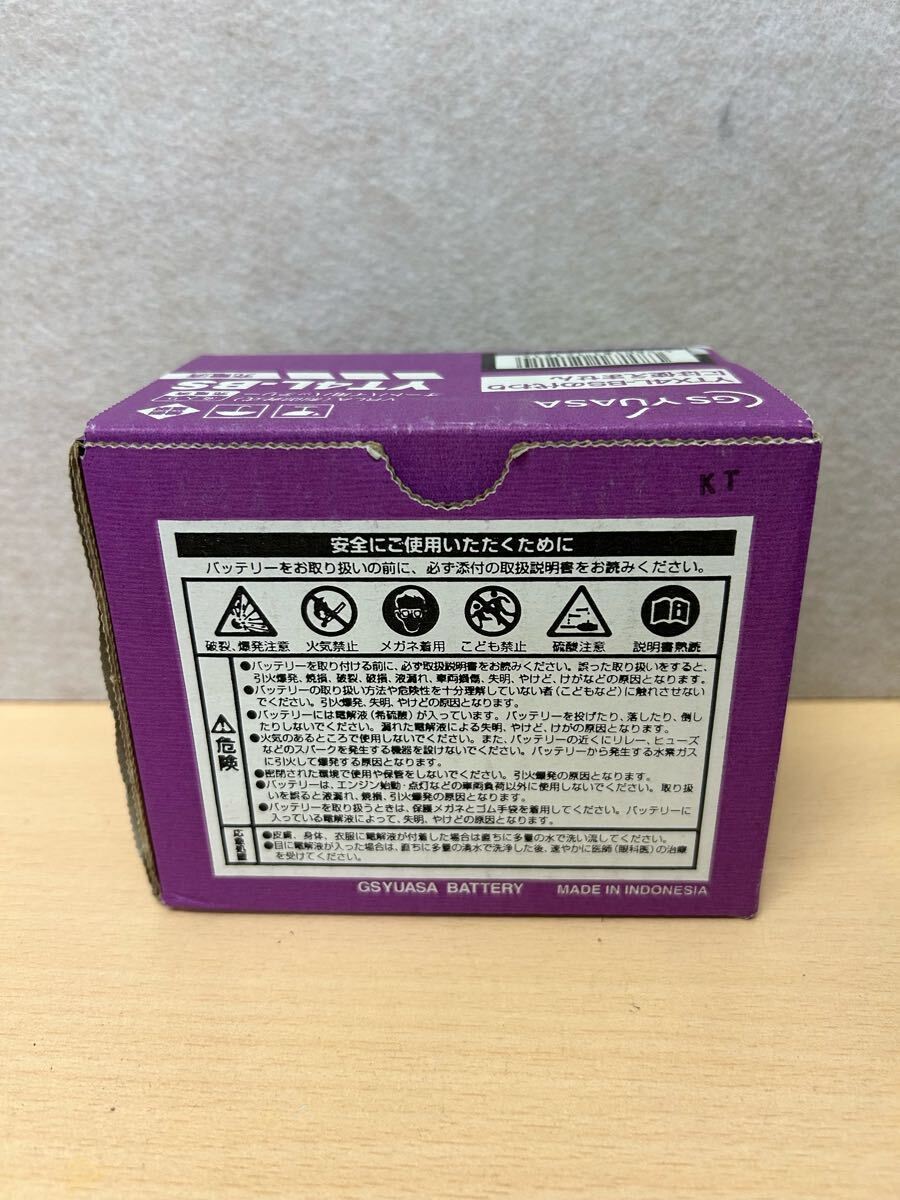 GS YUASA
YTX4L-BSの代わり
には使えません
YT4L-BS
KT
安全にご使用いただくために
バッテリーをお取り扱いの前に、必ず添付の取扱説明書をお読みください。
破裂、爆発注意 火気禁止 メガネ着用 こども禁止 硫酸注意 説明書熟読
危険
●バッテリーを取り付ける前に、必ず取扱説明書をお読みください。誤った取り扱いをすると、
引火爆発、焼損、破裂、破損、液漏れ、車両損傷、失明、やけど、けがなどの原因となります。
●バッテリーの取り扱い方法や危険性を十分理解していない者(こどもなど)に触れさせない
でください。引火爆発、失明、やけどの原因となります。
●バッテリーには電解液(希硫酸)が入っています。バッテリーを投げたり、落したり、倒し
たりしないでください。漏れた電解液による失明、やけど、けがの原因となります。
●火気のあるところで使用しないでください。また、バッテリーの近くにリレー、ヒューズ
などのスパークを発生する機器を設けないでください。バッテリーから発生する水素ガス
に引火して爆発する原因となります。
●密閉された環境で使用や保管をしないでください。引火爆発の原因となります。
●バッテリーは、エンジン始動・点灯などの車両負荷以外に使用しないでください。取り扱
いを誤ると液漏れ、焼損、引火爆発の原因となります。
●バッテリーを取り扱うときは、保護メガネとゴム手袋を着用してください。バッテリーに
入っている電解液によって、失明、やけどの原因となります。
応急処置
●皮膚、身体、衣服に電解液が付着した場合は直ちに多量の水で洗い流してください。
●目に電解液が入った場合は、直ちに多量の清水で洗浄した後、速やかに医師(眼科医)の治療
を受けてください。
GSYUASA BATTERY MADE IN INDONESIA